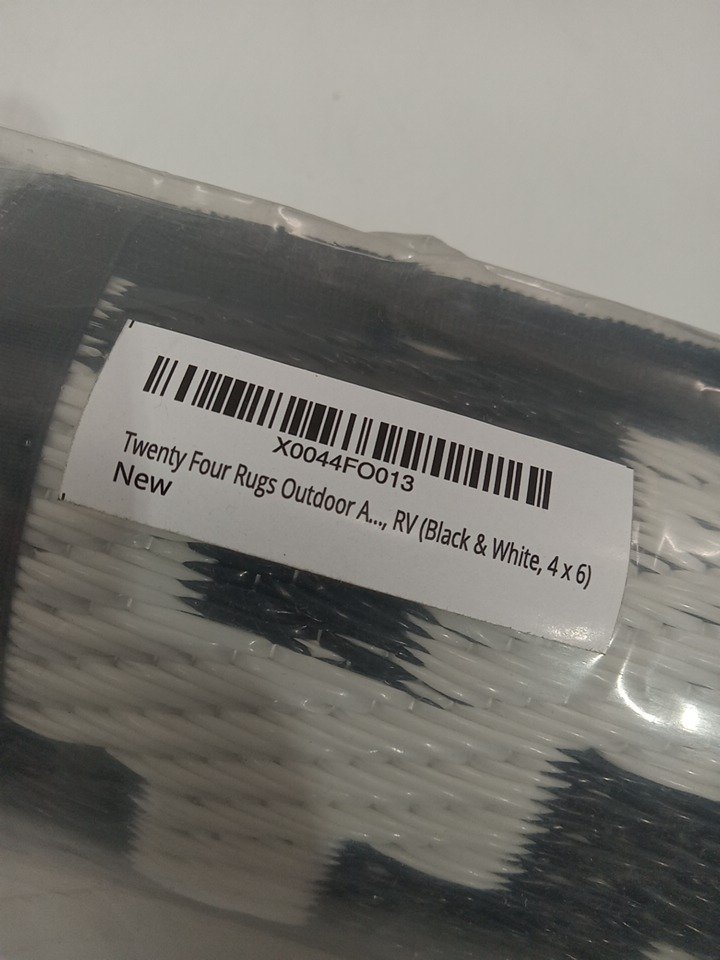 X0044FO013
Twenty Four Rugs Outdoor A..., RV (Black & White, 4 x 6)
New